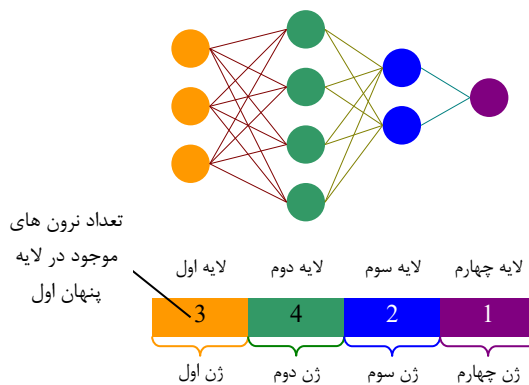 تعداد نرون های
موجود در لایه
پنهان اول
لایه اول
لایه دوم
لایه سوم
لایه چهارم
3
4
2
1
ژن اول
ژن دوم
ژن سوم
ژن چهارم